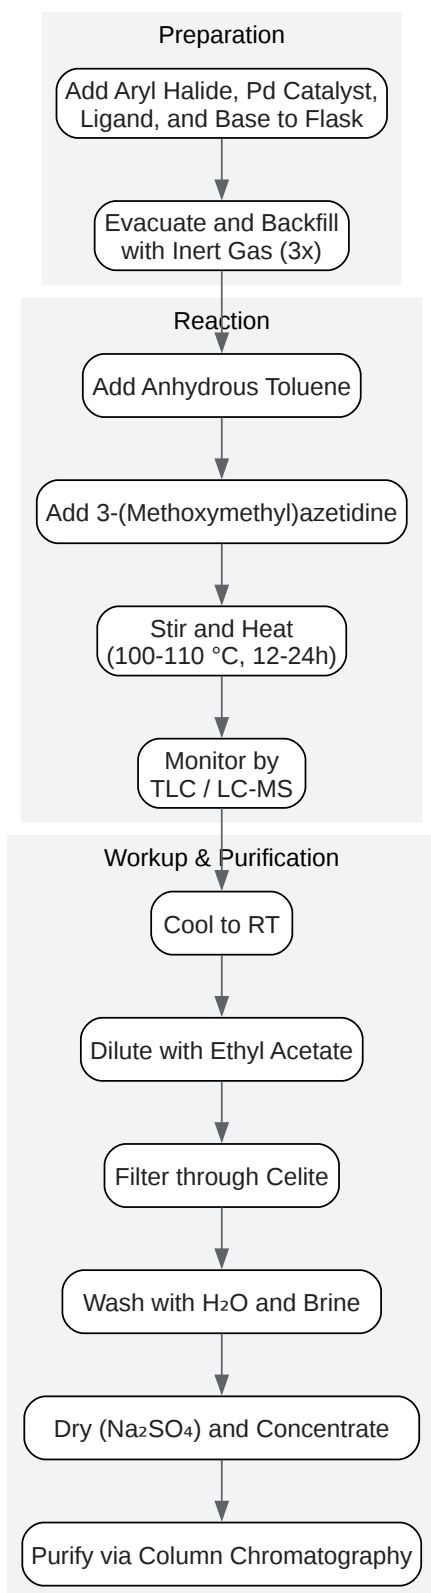 Preparation
Add Aryl Halide, Pd Catalyst,
Ligand, and Base to Flask
Evacuate and Backfill
with Inert Gas (3x)
Reaction
Add Anhydrous Toluene
Add 3-(Methoxymethyl)azetidine
Stir and Heat
(100-110 °C, 12-24h)
Monitor by
TLC / LC-MS
Workup & Purification
Cool to RT
Dilute with Ethyl Acetate
Filter through Celite
Wash with H₂O and Brine
Dry (Na₂SO₄) and Concentrate
Purify via Column Chromatography